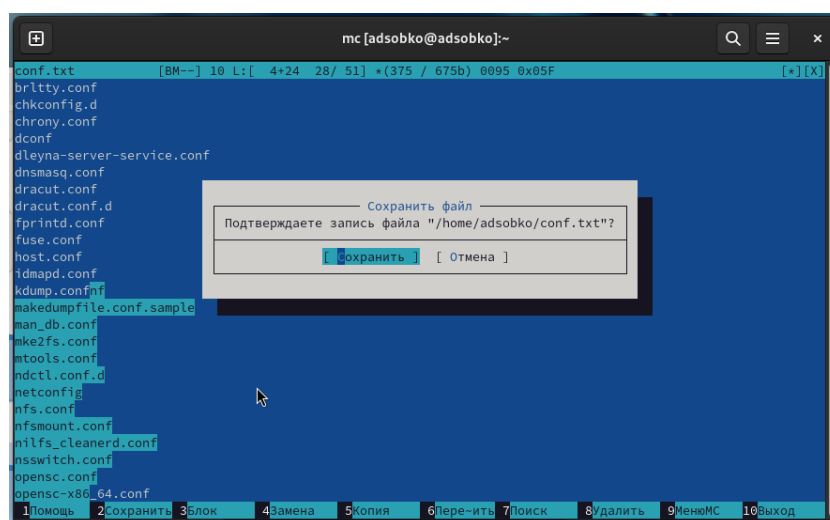 mc [adsobko@adsobko]:~
conf.txt [BM--] 10 L:[ 4+24 28/ 51] *(375 / 675b) 0095 0x05F [*][X]
brltty.conf
chkconfig.d
chrony.conf
dconf
dleyna-server-service.conf
dnsmasq.conf
dracut.conf
dracut.conf.d
fprintd.conf
fuse.conf
host.conf
idmapd.conf
kdump.confnf
makedumpfile.conf.sample
man_db.conf
mke2fs.conf
mtools.conf
ndctl.conf.d
netconfig
nfs.conf
nfsmount.conf
nilfs_cleanerd.conf
nsswitch.conf
opensc.conf
opensc-x86_64.conf
Сохранить файл
Подтверждаете запись файла "/home/adsobko/conf.txt"?
[ Сохранить ] [ Отмена ]
1Помощь 2Сохранить 3Блок 4Замена 5Копия 6Пере~ить 7Поиск 8Удалить 9МенюMC 10Выход